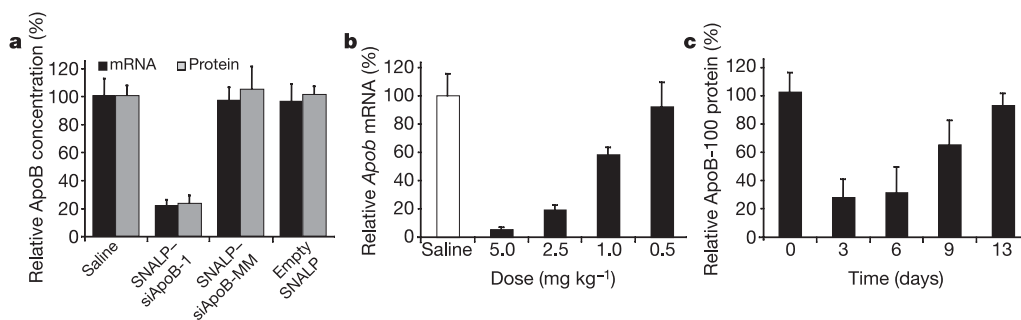 a
Relative ApoB concentration (%)
120
100
80
60
40
20
0
mRNA Protein
Saline
SNALP–
siApoB-1
SNALP–
siApoB-MM
Empty
SNALP
b
Relative Apob mRNA (%)
120
100
80
60
40
20
0
Saline 5.0 2.5 1.0 0.5
Dose (mg kg–1)
c
Relative ApoB-100 protein (%)
120
100
80
60
40
20
0
0 3 6 9 13
Time (days)